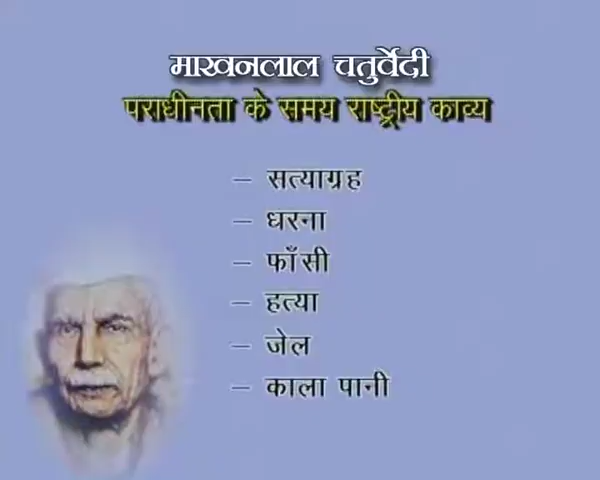 माखनलाल चतुर्वेदी
पराधीनता के समय राष्ट्रीय काव्य
– सत्याग्रह
– धरना
– फाँसी
– हत्या
– जेल
– काला पानी